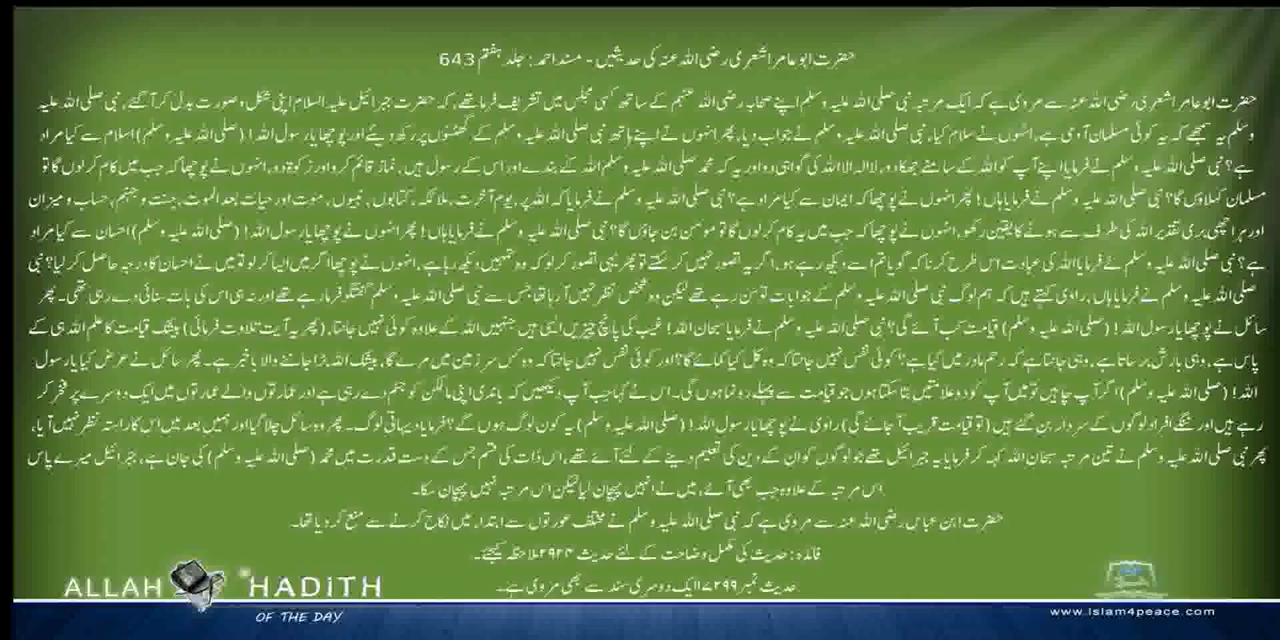 حضرت ابو عامر اشعری رضی اللہ عنہ کی حدیثیں - مسند احمد : جلد ہفتم 643
حضرت ابو عامر اشعری رضی اللہ عنہ سے مروی ہے کہ ایک مرتبہ نبی صلی اللہ علیہ وسلم اپنے صحابہ رضی اللہ عنہم کے ساتھ کسی مجلس میں تشریف فرما تھے، کہ حضرت جبرائیل علیہ السلام اپنی شکل و صورت بدل کر آ گئے، نبی صلی اللہ علیہ
وسلم یہ سمجھے کہ یہ کوئی مسلمان آدمی ہے، انہوں نے سلام کیا، نبی صلی اللہ علیہ وسلم نے جواب دیا، پھر انہوں نے اپنے ہاتھ نبی صلی اللہ علیہ وسلم کے گھٹنوں پر رکھ دیئے اور پوچھا یا رسول اللہ! (صلی اللہ علیہ وسلم) اسلام سے کیا مراد
ہے؟ نبی صلی اللہ علیہ وسلم نے فرمایا اپنے آپ کو اللہ کے سامنے جھکا دو، لا الہ الا اللہ کی گواہی دو اور یہ کہ محمد صلی اللہ علیہ وسلم اللہ کے بندے اور اس کے رسول ہیں، نماز قائم کرو اور زکوۃ دو، انہوں نے پوچھا کہ جب میں کام کر لوں گا تو
مسلمان کہلاؤں گا؟ نبی صلی اللہ علیہ وسلم نے فرمایا ہاں! پھر انہوں نے پوچھا کہ ایمان سے کیا مراد ہے؟ نبی صلی اللہ علیہ وسلم نے فرمایا کہ اللہ پر، یوم آخرت، ملائکہ، کتابوں، نبیوں، موت اور حیات بعد الموت، جنت و جہنم، حساب و میزان
اور ہر اچھی بری تقدیر اللہ کی طرف سے ہونے کا یقین رکھو، انہوں نے پوچھا کہ جب میں یہ کام کر لوں گا تو مومن بن جاؤں گا؟ نبی صلی اللہ علیہ وسلم نے فرمایا ہاں! پھر انہوں نے پوچھا یا رسول اللہ! (صلی اللہ علیہ وسلم) احسان سے کیا مراد
ہے؟ نبی صلی اللہ علیہ وسلم نے فرمایا اللہ کی عبادت اس طرح کرنا کہ گویا تم اسے دیکھ رہے ہو، اگر یہ تصور نہیں کر سکتے تو پھر یہی تصور کر لو کہ وہ تمہیں دیکھ رہا ہے، انہوں نے پوچھا اگر میں ایسا کر لو تو میں نے احسان کا درجہ حاصل کر لیا؟ نبی
صلی اللہ علیہ وسلم نے فرمایا ہاں، راوی کہتے ہیں کہ ہم لوگ نبی صلی اللہ علیہ وسلم کے جوابات تو سن رہے تھے لیکن وہ شخص نظر نہیں آ رہا تھا جس سے نبی صلی اللہ علیہ وسلم گفتگو فرما رہے تھے اور نہ ہی اس کی بات سنائی دے رہی تھی۔ پھر
سائل نے پوچھا یا رسول اللہ! (صلی اللہ علیہ وسلم) قیامت کب آئے گی؟ نبی صلی اللہ علیہ وسلم نے فرمایا سبحان اللہ! غیب کی پانچ چیزیں ایسی ہیں جنہیں اللہ کے علاوہ کوئی نہیں جانتا، (پھر یہ آیت تلاوت فرمائی) بیشک قیامت کا علم اللہ ہی کے
پاس ہے، وہی بارش برساتا ہے، وہی جانتا ہے کہ رحم مادر میں کیا ہے؟ کوئی نفس نہیں جانتا کہ وہ کل کیا کمائے گا؟ اور کوئی نفس نہیں جانتا کہ وہ کس سرزمین میں مرے گا، بیشک اللہ بڑا جاننے والا باخبر ہے۔ پھر سائل نے عرض کیا یا رسول
اللہ! (صلی اللہ علیہ وسلم) اگر آپ چاہیں تو میں آپ کو دو علامتیں بتا سکتا ہوں جو قیامت سے پہلے رونما ہوں گی۔ اس نے کہا جب آپ دیکھیں کہ باندی اپنی مالکن کو جنم دے رہی ہے اور عمارتوں والے عمارتوں میں ایک دوسرے پر فخر کر
رہے ہیں اور ننگے افراد لوگوں کے سردار بن گئے ہیں (تو قیامت قریب آ جائے گی) راوی نے پوچھا یا رسول اللہ! (صلی اللہ علیہ وسلم) یہ کون لوگ ہوں گے؟ فرمایا دیہاتی لوگ۔ پھر وہ سائل چلا گیا اور ہمیں بعد میں اس کا راستہ نظر نہیں آیا،
پھر نبی صلی اللہ علیہ وسلم نے تین مرتبہ سبحان اللہ کہہ کر فرمایا یہ جبرائیل تھے جو لوگوں کو ان کے دین کی تعلیم دینے کے لئے آئے تھے، اس ذات کی قسم جس کے دست قدرت میں محمد (صلی اللہ علیہ وسلم) کی جان ہے، جبرائیل میرے پاس
اس مرتبہ کے علاوہ جب بھی آئے، میں نے انہیں پہچان لیا لیکن اس مرتبہ نہیں پہچان سکا۔
حضرت ابن عباس رضی اللہ عنہ سے مروی ہے کہ نبی صلی اللہ علیہ وسلم نے مختلف عورتوں سے ابتداء میں نکاح کرنے سے منع کر دیا تھا۔
فائدہ : حدیث کی مکمل وضاحت کے لئے حدیث ۲۹۲۴ ملاحظہ کیجئے۔
حدیث نمبر ۱۷۲۹۹ ایک دوسری سند سے بھی مروی ہے۔
ALLAH HADITH
OF THE DAY
www.islam4peace.com